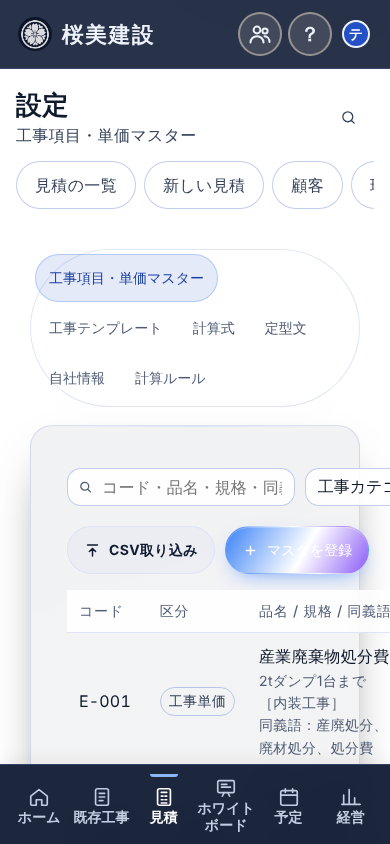 桜美建設
?
テ
設定
工事項目・単価マスター
見積の一覧
新しい見積
顧客
工事項目・単価マスター
工事テンプレート
計算式
定型文
自社情報
計算ルール
コード・品名・規格・同
工事カテゴ
CSV取り込み
+ マスタを登録
コード
区分
品名 / 規格 / 同義語
E-001
工事単価
産業廃棄物処分費
2tダンプ1台まで
［内装工事］
同義語：産廃処分、
廃材処分、処分費
ホーム
既存工事
見積
ホワイト
ボード
予定
経営